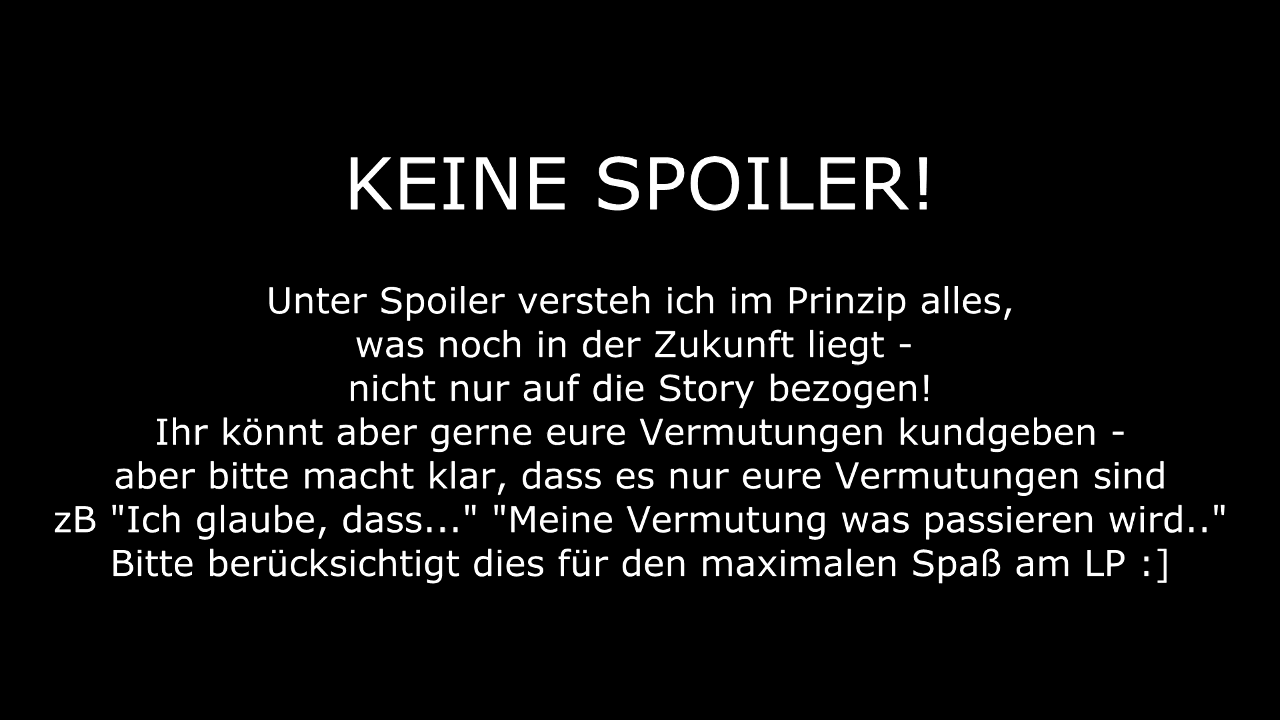 KEINE SPOILER!
Unter Spoiler versteh ich im Prinzip alles,
was noch in der Zukunft liegt -
nicht nur auf die Story bezogen!
Ihr könnt aber gerne eure Vermutungen kundgeben -
aber bitte macht klar, dass es nur eure Vermutungen sind
zB "Ich glaube, dass..." "Meine Vermutung was passieren wird.."
Bitte berücksichtigt dies für den maximalen Spaß am LP :]